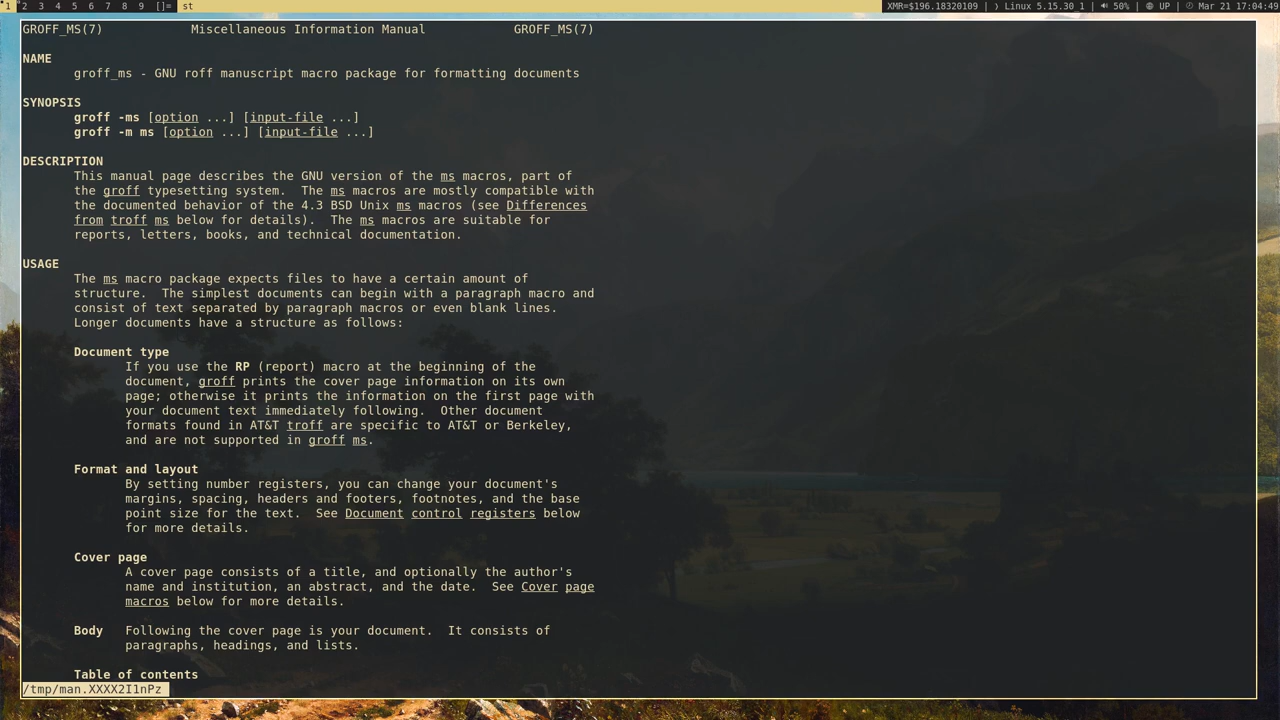 1 2 3 4 5 6 7 8 9 []= st XMR=$196.18320109 | ⟩ Linux 5.15.30_1 | 50% | UP | Mar 21 17:04:49
GROFF_MS(7) Miscellaneous Information Manual GROFF_MS(7)
NAME
groff_ms - GNU roff manuscript macro package for formatting documents
SYNOPSIS
groff -ms [option ...] [input-file ...]
groff -m ms [option ...] [input-file ...]
DESCRIPTION
This manual page describes the GNU version of the ms macros, part of
the groff typesetting system. The ms macros are mostly compatible with
the documented behavior of the 4.3 BSD Unix ms macros (see Differences
from troff ms below for details). The ms macros are suitable for
reports, letters, books, and technical documentation.
USAGE
The ms macro package expects files to have a certain amount of
structure. The simplest documents can begin with a paragraph macro and
consist of text separated by paragraph macros or even blank lines.
Longer documents have a structure as follows:
Document type
If you use the RP (report) macro at the beginning of the
document, groff prints the cover page information on its own
page; otherwise it prints the information on the first page with
your document text immediately following. Other document
formats found in AT&T troff are specific to AT&T or Berkeley,
and are not supported in groff ms.
Format and layout
By setting number registers, you can change your document's
margins, spacing, headers and footers, footnotes, and the base
point size for the text. See Document control registers below
for more details.
Cover page
A cover page consists of a title, and optionally the author's
name and institution, an abstract, and the date. See Cover page
macros below for more details.
Body Following the cover page is your document. It consists of
paragraphs, headings, and lists.
Table of contents
/tmp/man.XXXX2I1nPz